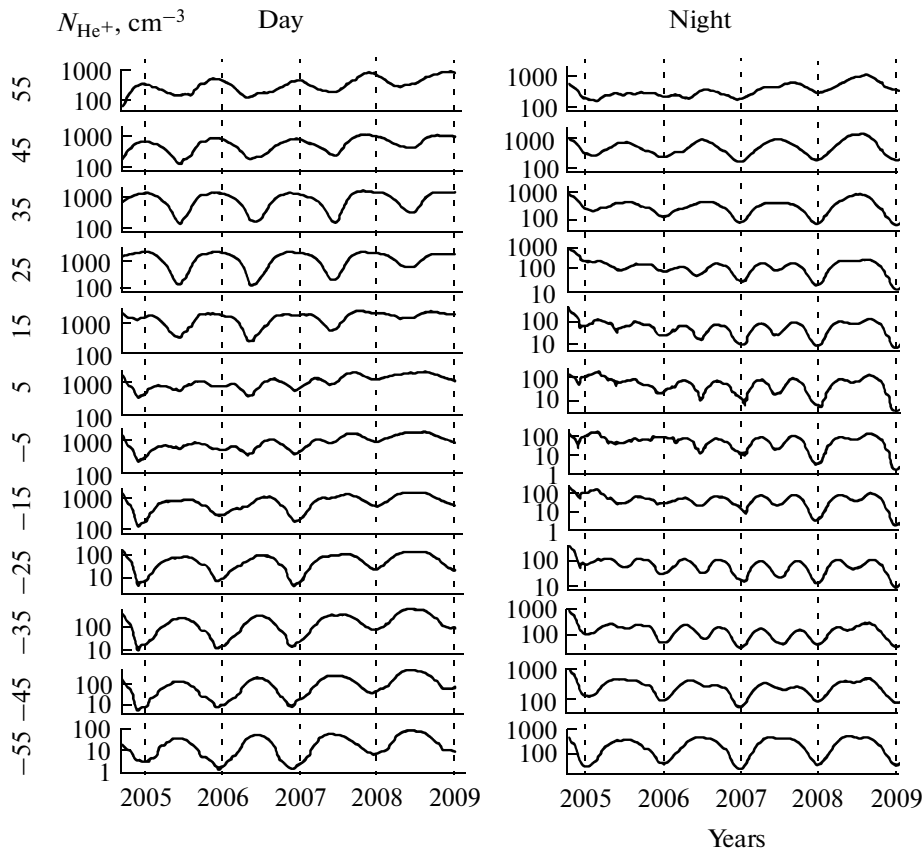 N_He+, cm−3 Day Night
55 1000 100 1000 100
45 1000 100 1000 100
35 1000 100 1000 100
25 1000 100 1000 100 10
15 1000 100 100 10
5 1000 100 100 10
−5 1000 100 100 10 1
−15 1000 100 100 10 1
−25 100 10 100 10
−35 100 10 1000 100
−45 100 10 1000 100
−55 100 10 1 1000 100
2005 2006 2007 2008 2009 2005 2006 2007 2008 2009
Years